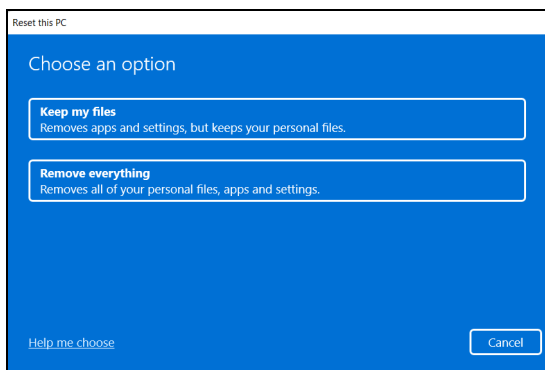 Reset this PC
Choose an option
Keep my files
Removes apps and settings, but keeps your personal files.
Remove everything
Removes all of your personal files, apps and settings.
Help me choose
Cancel